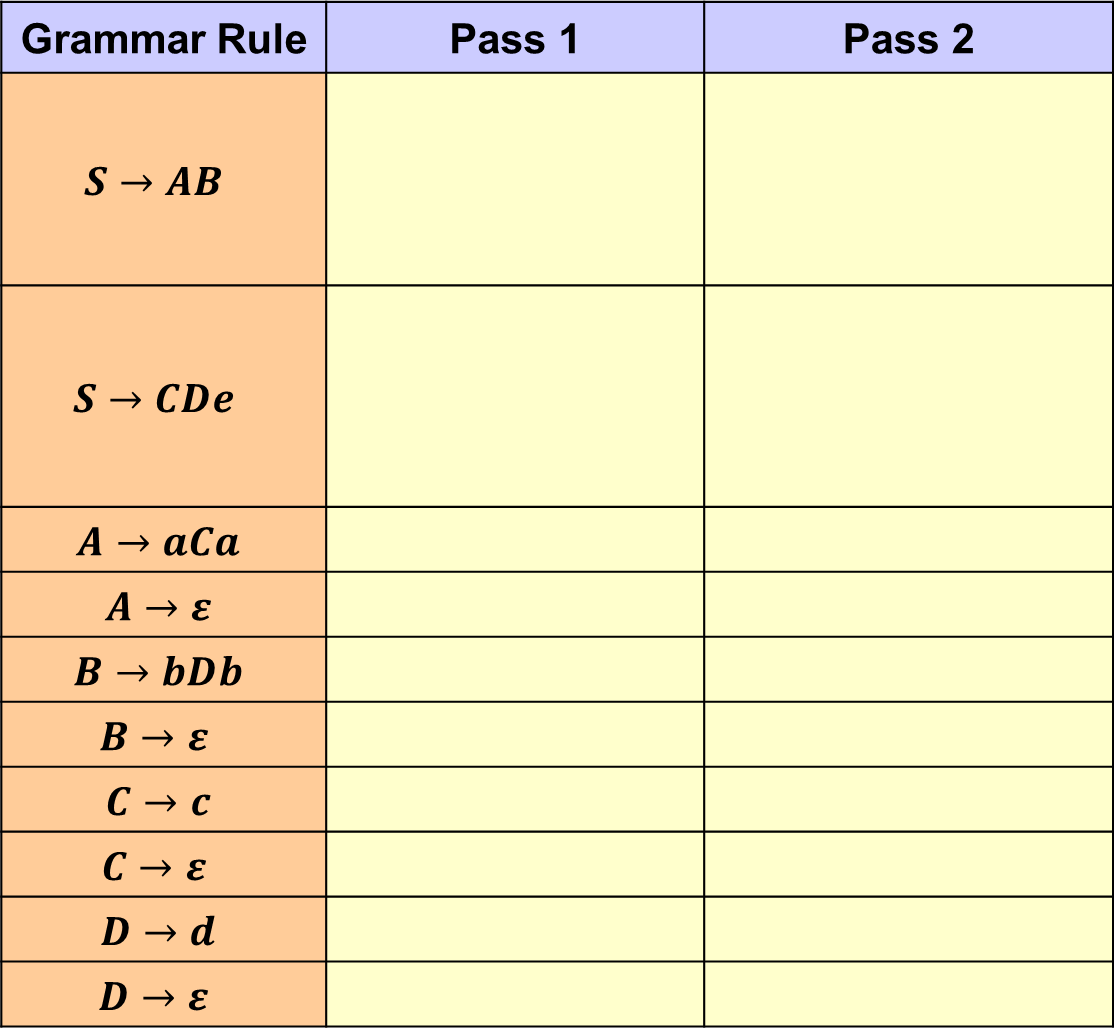 Grammar Rule Pass 1 Pass 2
S → AB
S → CDe
A → aCa
A → ε
B → bDb
B → ε
C → c
C → ε
D → d
D → ε